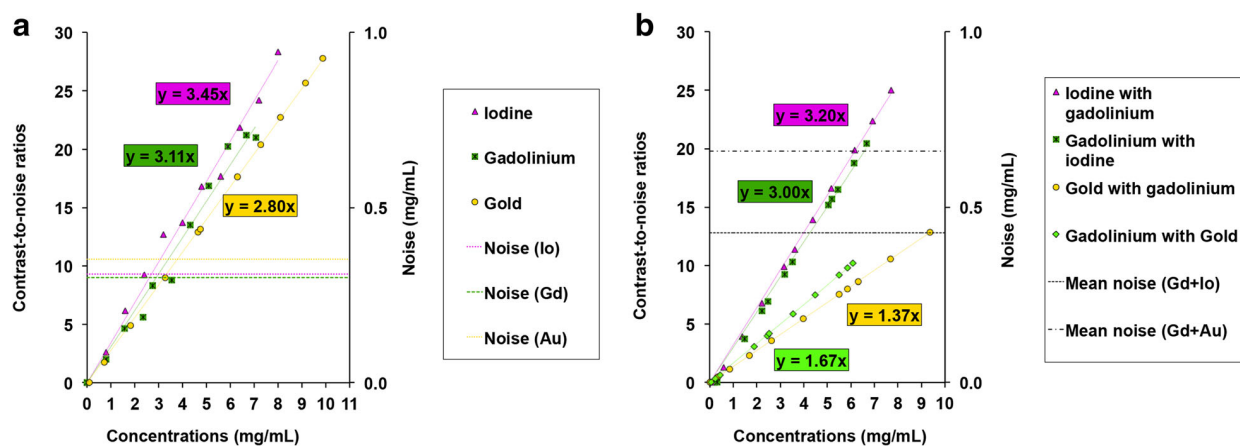 a
Contrast-to-noise ratios
30
25
20
15
10
5
0
0 1 2 3 4 5 6 7 8 9 10 11
Concentrations (mg/mL)
1.0
0.5
0.0
Noise (mg/mL)
y = 3.45x
y = 3.11x
y = 2.80x
Iodine
Gadolinium
Gold
Noise (Io)
Noise (Gd)
Noise (Au)
b
Contrast-to-noise ratios
30
25
20
15
10
5
0
0 1 2 3 4 5 6 7 8 9 10
Concentrations (mg/mL)
1.0
0.5
0.0
Noise (mg/mL)
y = 3.20x
y = 3.00x
y = 1.37x
y = 1.67x
Iodine with
gadolinium
Gadolinium with
iodine
Gold with gadolinium
Gadolinium with Gold
Mean noise (Gd+Io)
Mean noise (Gd+Au)